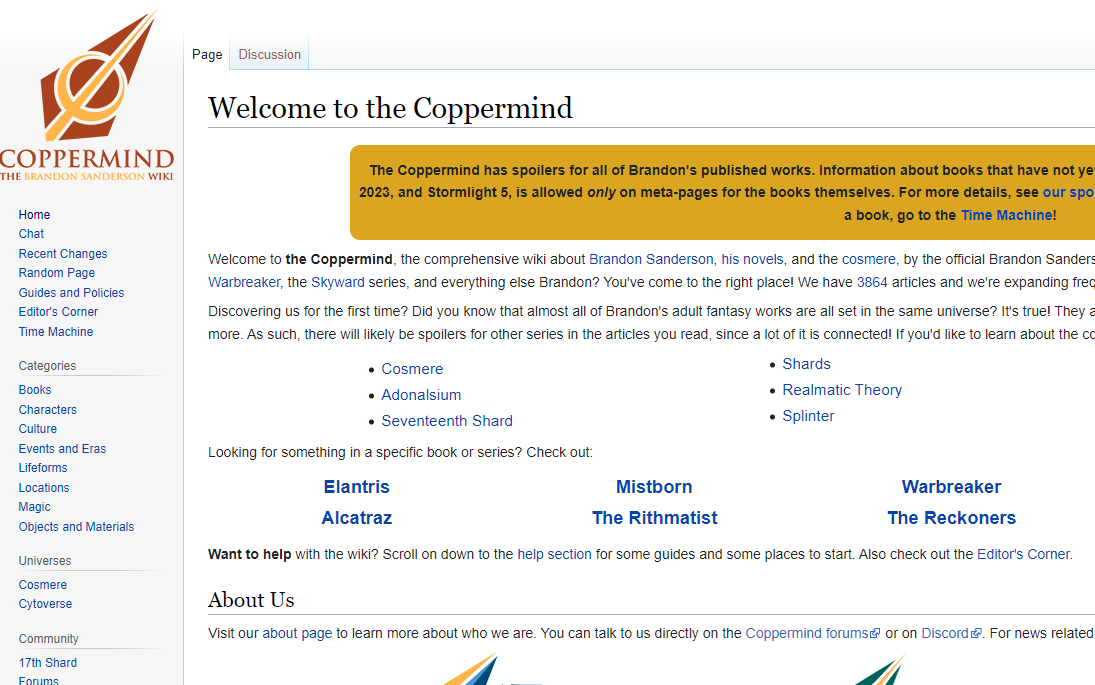 COPPERMIND
THE BRANDON SANDERSON WIKI
Home
Chat
Recent Changes
Random Page
Guides and Policies
Editor's Corner
Time Machine
Categories
Books
Characters
Culture
Events and Eras
Lifeforms
Locations
Magic
Objects and Materials
Universes
Cosmere
Cytoverse
Community
17th Shard
Forums
Page Discussion
Welcome to the Coppermind
The Coppermind has spoilers for all of Brandon's published works. Information about books that have not yet
2023, and Stormlight 5, is allowed only on meta-pages for the books themselves. For more details, see our spo
a book, go to the Time Machine!
Welcome to the Coppermind, the comprehensive wiki about Brandon Sanderson, his novels, and the cosmere, by the official Brandon Sanders
Warbreaker, the Skyward series, and everything else Brandon? You've come to the right place! We have 3864 articles and we're expanding freq
Discovering us for the first time? Did you know that almost all of Brandon's adult fantasy works are all set in the same universe? It's true! They a
more. As such, there will likely be spoilers for other series in the articles you read, since a lot of it is connected! If you'd like to learn about the co
• Cosmere
• Adonalsium
• Seventeenth Shard
• Shards
• Realmatic Theory
• Splinter
Looking for something in a specific book or series? Check out:
Elantris Mistborn Warbreaker
Alcatraz The Rithmatist The Reckoners
Want to help with the wiki? Scroll on down to the help section for some guides and some places to start. Also check out the Editor's Corner.
About Us
Visit our about page to learn more about who we are. You can talk to us directly on the Coppermind forums or on Discord. For news related